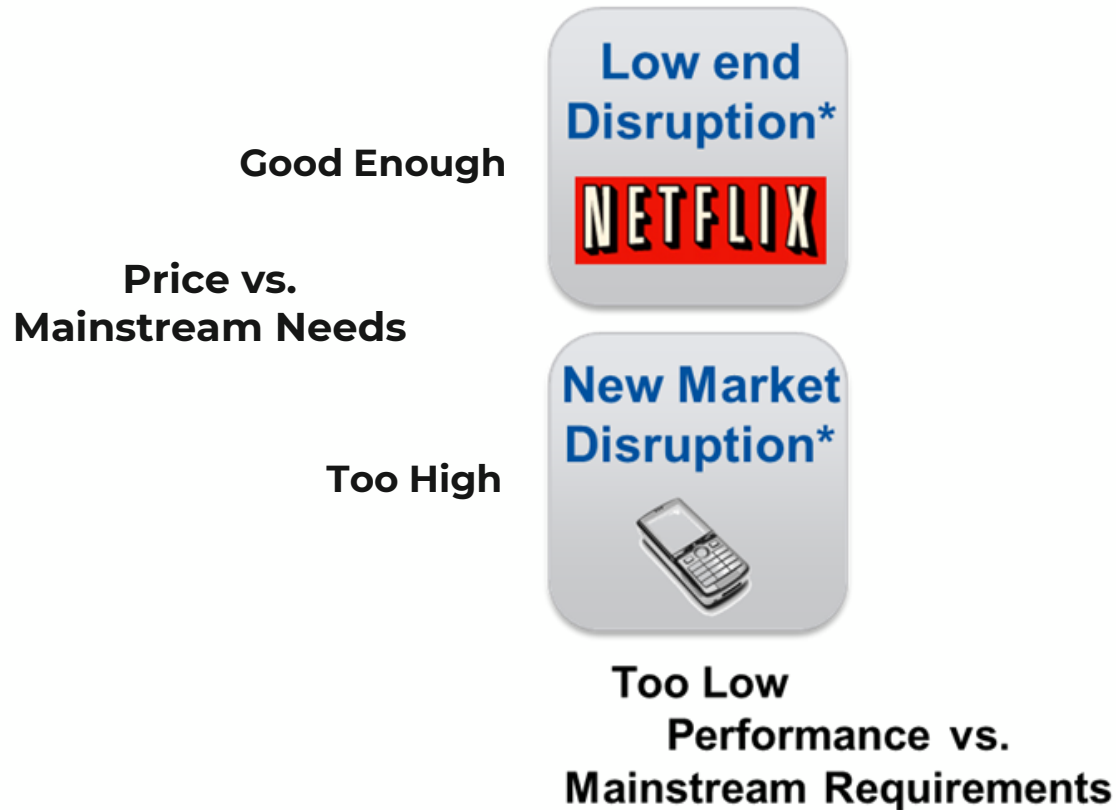 Low end
Disruption*
NETFLIX
Good Enough
Price vs.
Mainstream Needs
New Market
Disruption*
Too High
Too Low
Performance vs.
Mainstream Requirements